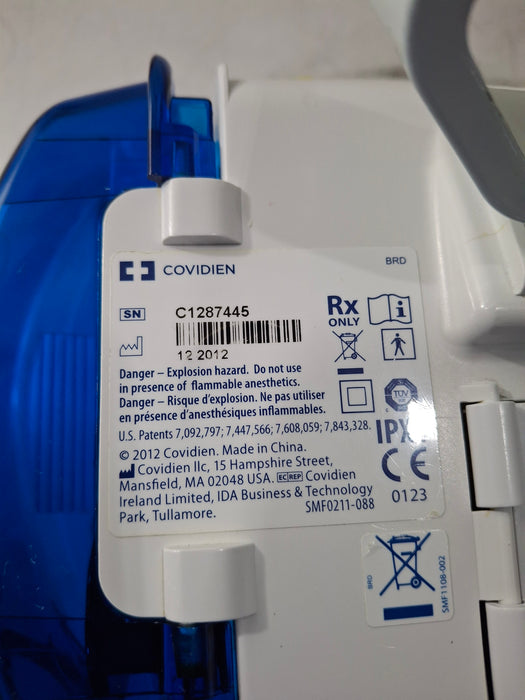 COVIDIEN
BRD
SN
C1287445
Rx
ONLY
12 2012
Danger – Explosion hazard. Do not use
in presence of flammable anesthetics.
Danger – Risque d'explosion. Ne pas utiliser
en présence d'anesthésiques inflammables.
TÜV
U.S. Patents 7,092,797; 7,447,566; 7,608,059; 7,843,328.
© 2012 Covidien. Made in China.
Covidien llc, 15 Hampshire Street,
Mansfield, MA 02048 USA. EC REP Covidien
Ireland Limited, IDA Business & Technology
Park, Tullamore.
SMF0211-088
CE
0123
BRD
SMF1108-002